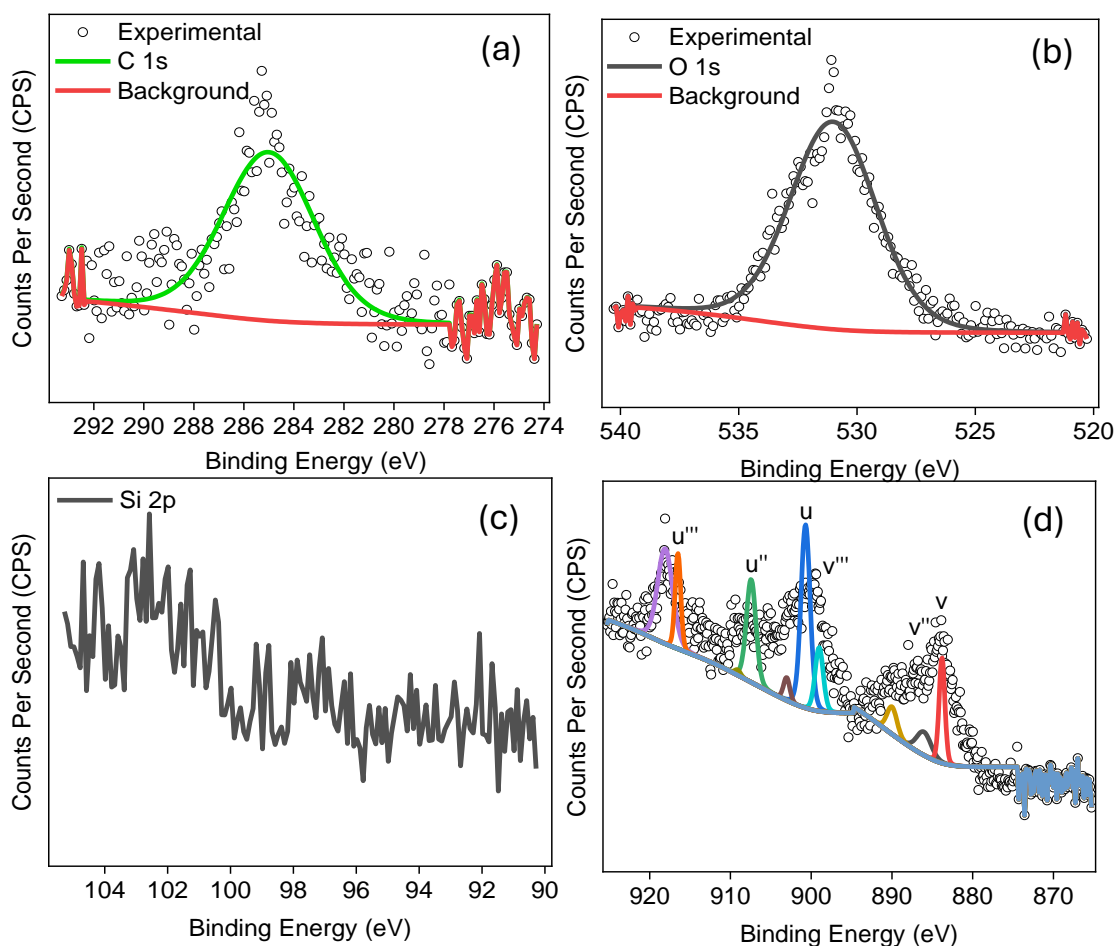 Experimental
C 1s
Background
(a)
Counts Per Second (CPS)
292 290 288 286 284 282 280 278 276 274
Binding Energy (eV)
Experimental
O 1s
Background
(b)
Counts Per Second (CPS)
540 535 530 525 520
Binding Energy (eV)
Si 2p
(c)
Counts Per Second (CPS)
104 102 100 98 96 94 92 90
Binding Energy (eV)
(d)
u'''
u''
u
v'''
v''
v
Counts Per Second (CPS)
920 910 900 890 880 870
Binding Energy (eV)